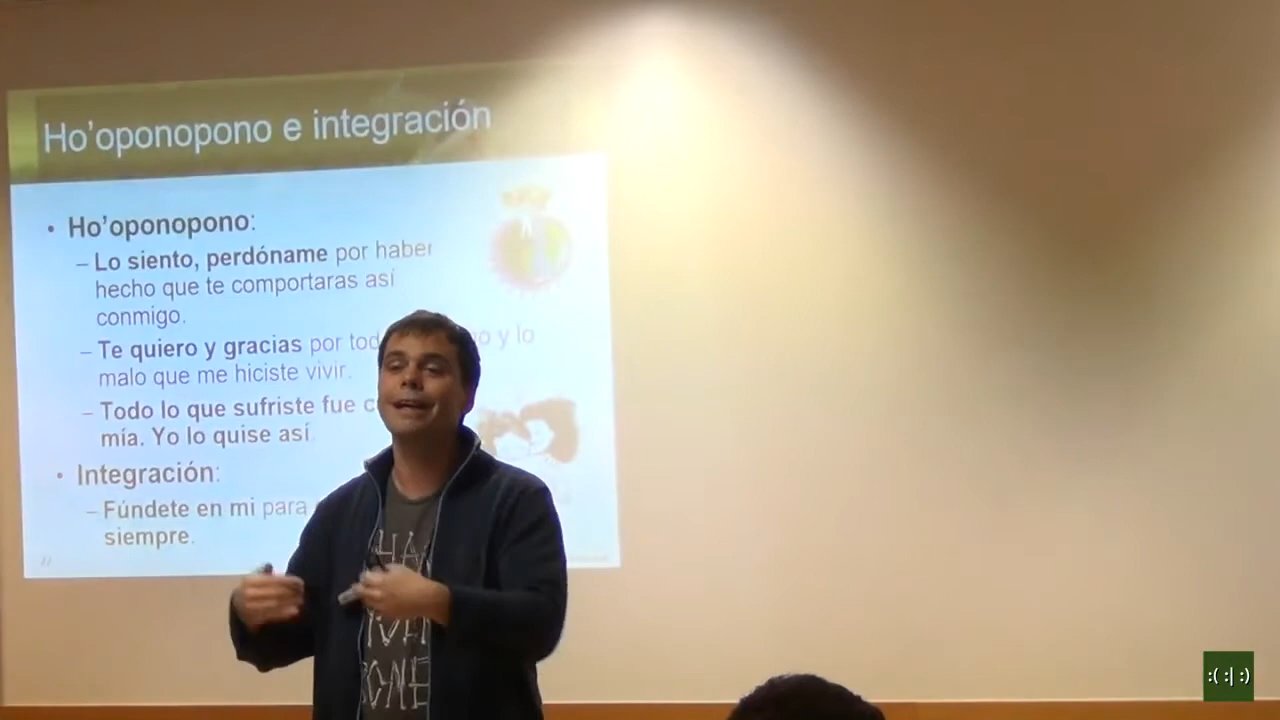 Ho'oponopono e integración
• Ho'oponopono:
– Lo siento, perdóname por haber
hecho que te comportaras así
conmigo.
– Te quiero y gracias por y lo
malo que me hiciste vivir.
– Todo lo que sufriste fue
mía. Yo lo quise así.
• Integración:
– Fúndete en mi para
siempre.
:( :| :)